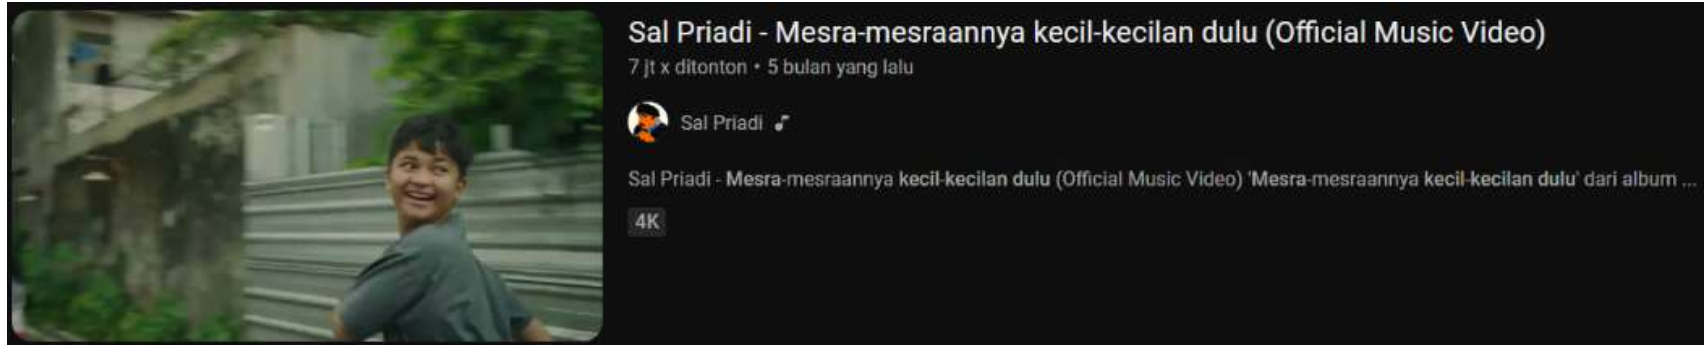 Sal Priadi - Mesra-mesraannya kecil-kecilan dulu (Official Music Video)
7 jt x ditonton • 5 bulan yang lalu
Sal Priadi
Sal Priadi - Mesra-mesraannya kecil-kecilan dulu (Official Music Video) 'Mesra-mesraannya kecil-kecilan dulu' dari album ...
4K